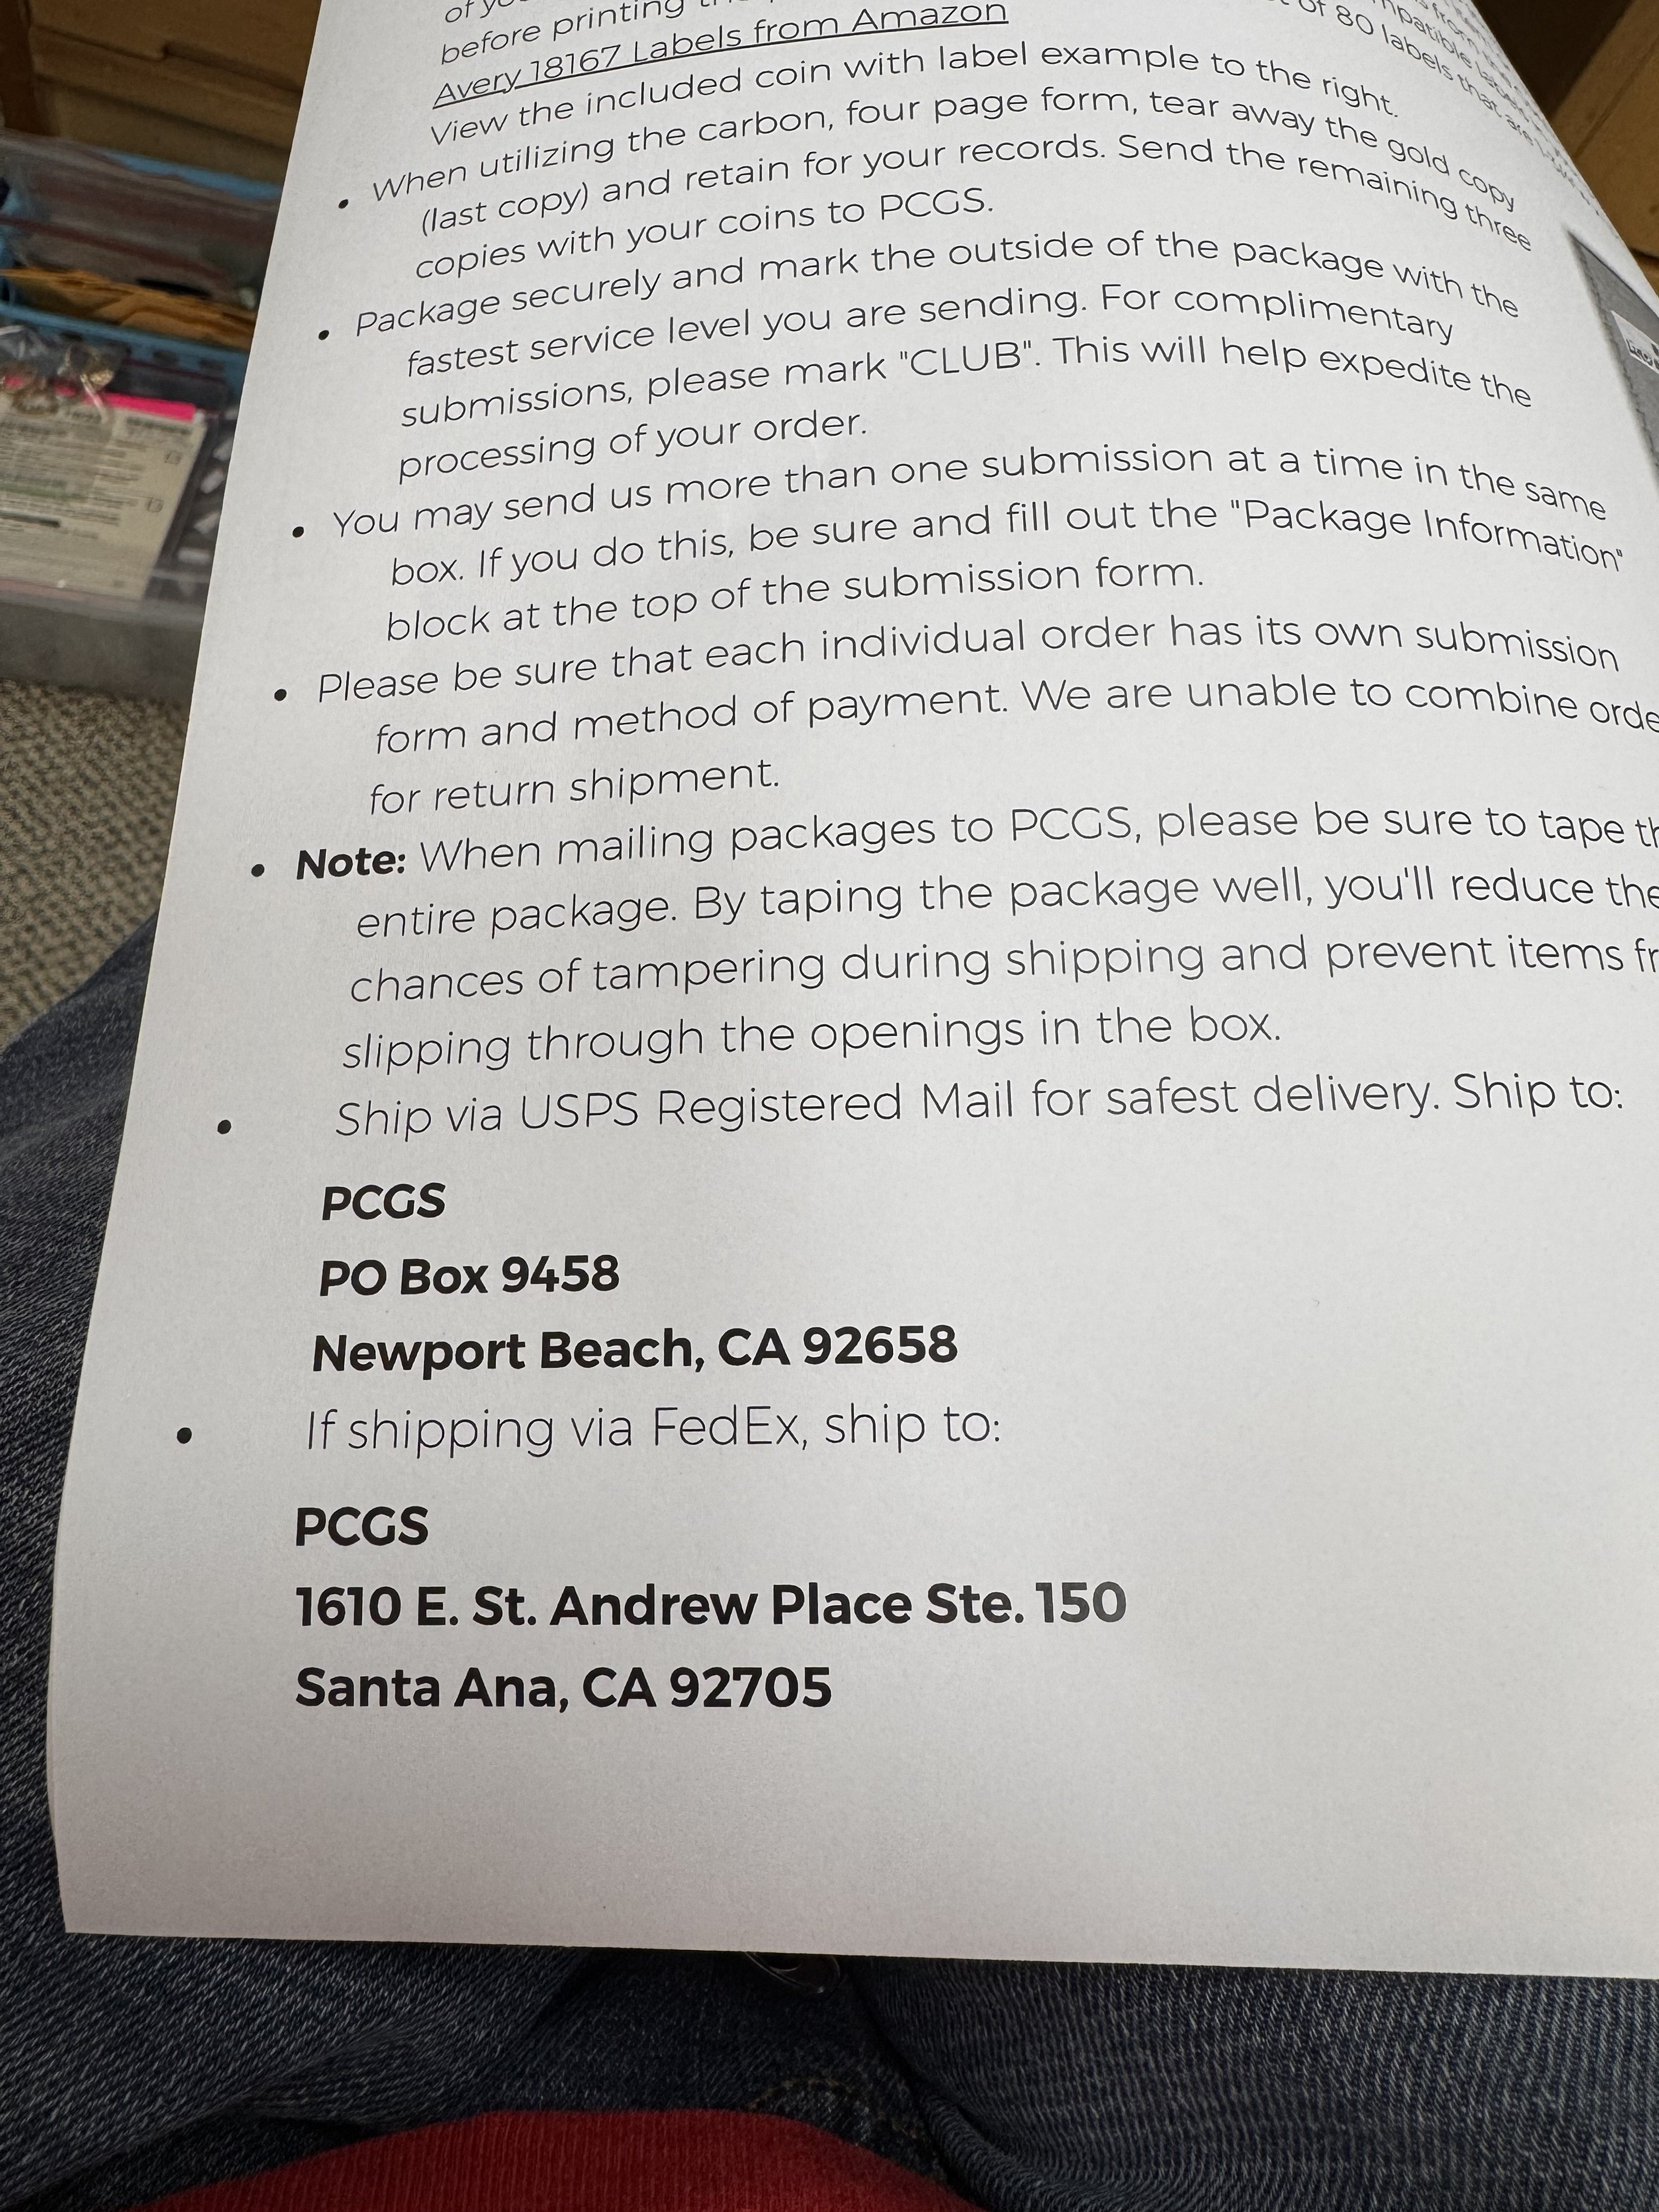 of
before printing
Avery 18167 Labels from Amazon
of 80 labels that are
View the included coin with label example to the right.
• When utilizing the carbon, four page form, tear away the gold copy
(last copy) and retain for your records. Send the remaining three
copies with your coins to PCGS.
• Package securely and mark the outside of the package with the
fastest service level you are sending. For complimentary
submissions, please mark "CLUB". This will help expedite the
processing of your order.
• You may send us more than one submission at a time in the same
box. If you do this, be sure and fill out the "Package Information"
block at the top of the submission form.
• Please be sure that each individual order has its own submission
form and method of payment. We are unable to combine orde
for return shipment.
• Note: When mailing packages to PCGS, please be sure to tape th
entire package. By taping the package well, you'll reduce the
chances of tampering during shipping and prevent items fr
slipping through the openings in the box.
• Ship via USPS Registered Mail for safest delivery. Ship to:
PCGS
PO Box 9458
Newport Beach, CA 92658
• If shipping via FedEx, ship to:
PCGS
1610 E. St. Andrew Place Ste. 150
Santa Ana, CA 92705